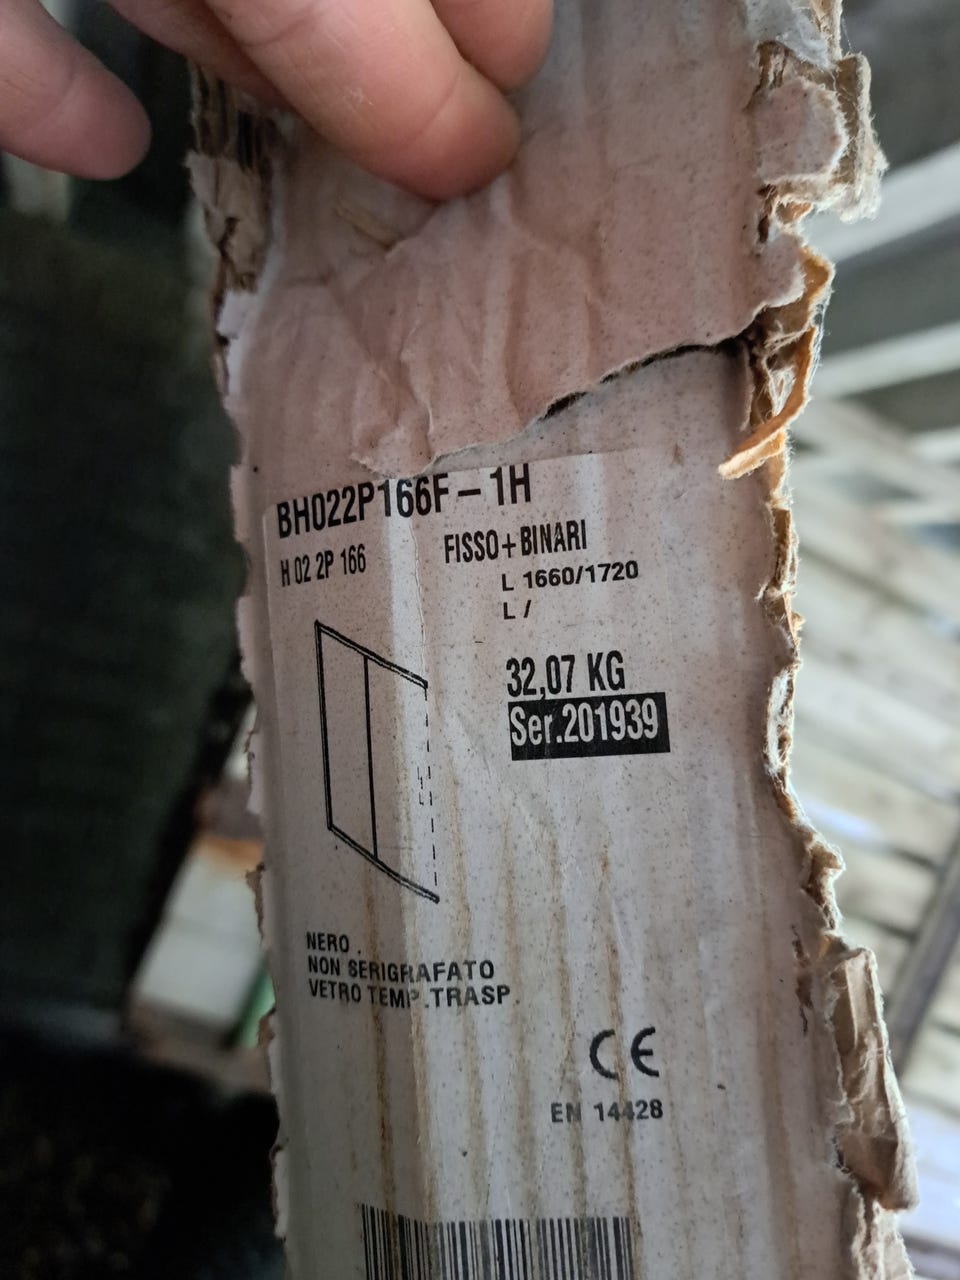 BH022P166F – 1H
H 02 2P 166
FISSO+BINARI
L 1660/1720
L /
32,07 KG
Ser.201939
NERO .
NON SERIGRAFATO
VETRO TEMP.TRASP.
CE
EN 14428